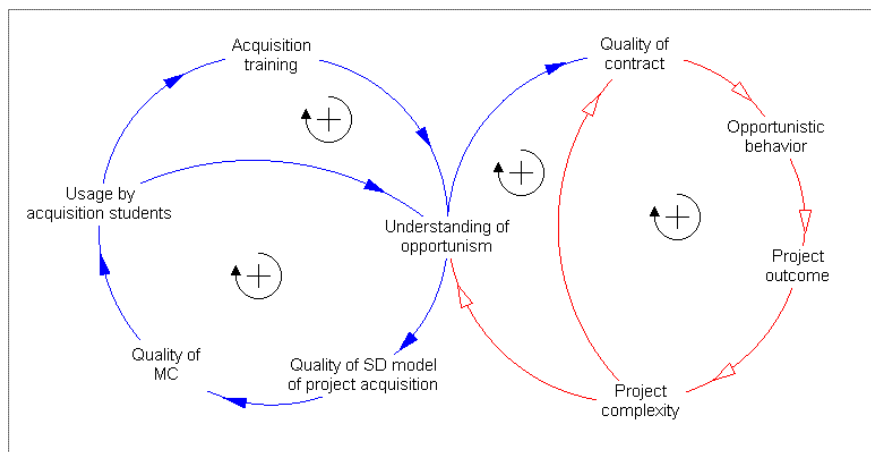 Acquisition
training
Quality of
contract
Opportunistic
behavior
Usage by
acquisition students
Understanding of
opportunism
Project
outcome
Quality of
MC
Quality of SD model
of project acquisition
Project
complexity